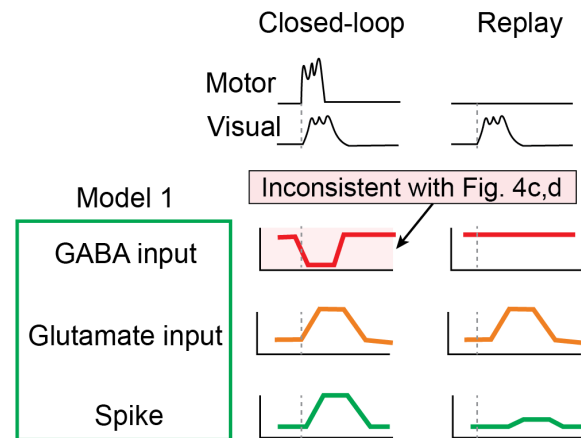 Closed-loop Replay
Motor
Visual
Inconsistent with Fig. 4c,d
Model 1
GABA input
Glutamate input
Spike